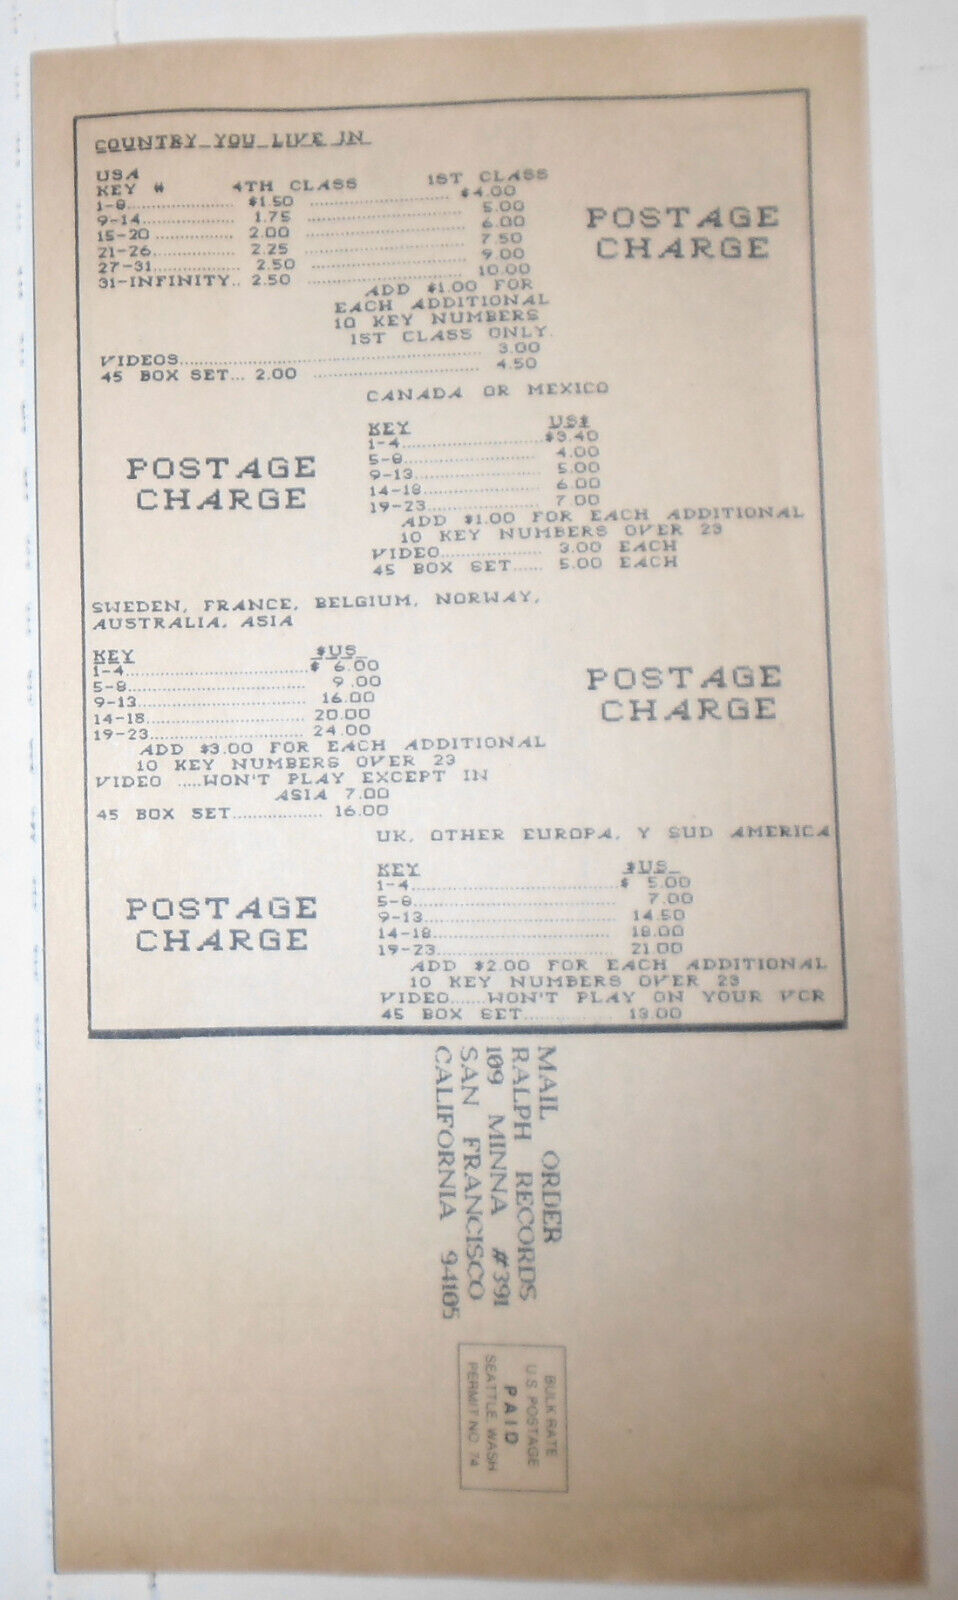 COUNTRY YOU LIVE IN
USA
KEY # 4TH CLASS 1ST CLASS
1-8 ............... $1.50 ............................ $4.00
9-14 ............... 1.75 ............................ 5.00
15-20 ............... 2.00 ............................ 6.00
21-26 ............... 2.25 ............................ 7.50
27-31 ............... 2.50 ............................ 9.00
31-INFINITY.. 2.50 ............................ 10.00
ADD $1.00 FOR
EACH ADDITIONAL
10 KEY NUMBERS
1ST CLASS ONLY.
VIDEOS........................................................ 3.00
45 BOX SET... 2.00 ............................ 4.50
POSTAGE
CHARGE
CANADA OR MEXICO
KEY US$
1-4........................$3.40
5-8........................ 4.00
9-13........................ 5.00
14-18........................ 6.00
19-23........................ 7.00
ADD $1.00 FOR EACH ADDITIONAL
10 KEY NUMBERS OVER 23
VIDEO.................. 3.00 EACH
45 BOX SET...... 5.00 EACH
POSTAGE
CHARGE
SWEDEN, FRANCE, BELGIUM, NORWAY,
AUSTRALIA, ASIA
KEY $US
1-4................................$ 6.00
5-8................................ 9.00
9-13................................ 16.00
14-18................................ 20.00
19-23................................ 24.00
ADD $3.00 FOR EACH ADDITIONAL
10 KEY NUMBERS OVER 23
VIDEO .....WON'T PLAY EXCEPT IN
ASIA 7.00
45 BOX SET.................. 16.00
POSTAGE
CHARGE
UK, OTHER EUROPA, Y SUD AMERICA
KEY $US
1-4........................................$ 5.00
5-8........................................ 7.00
9-13........................................ 14.50
14-18........................................ 18.00
19-23........................................ 21.00
ADD $2.00 FOR EACH ADDITIONAL
10 KEY NUMBERS OVER 23
VIDEO.......WON'T PLAY ON YOUR VCR
45 BOX SET.................. 13.00
POSTAGE
CHARGE
MAIL ORDER
RALPH RECORDS
109 MINNA #391
SAN FRANCISCO
CALIFORNIA 94105
BULK RATE
U.S. POSTAGE
PAID
SEATTLE, WASH
PERMIT NO. 74